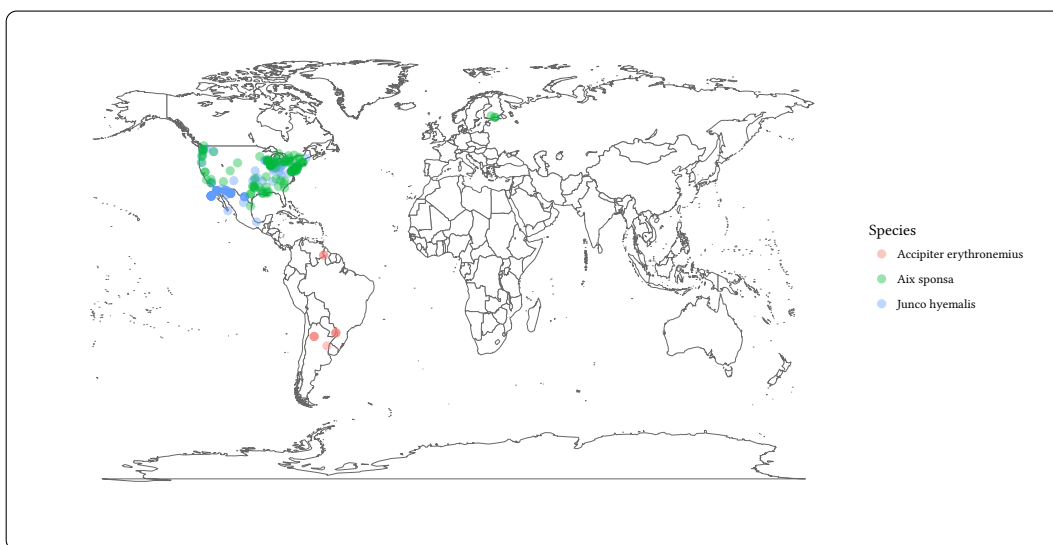 Species
Accipiter erythronemius
Aix sponsa
Junco hyemalis